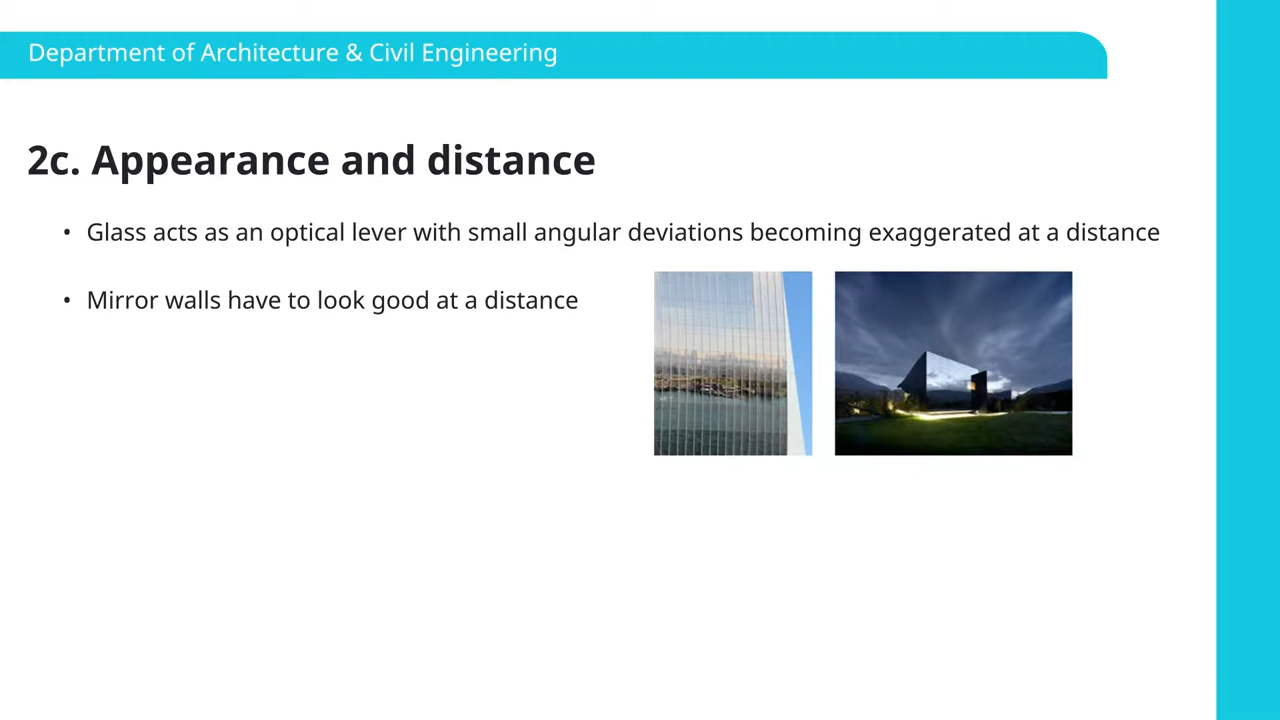 Department of Architecture & Civil Engineering
2c. Appearance and distance
• Glass acts as an optical lever with small angular deviations becoming exaggerated at a distance
• Mirror walls have to look good at a distance